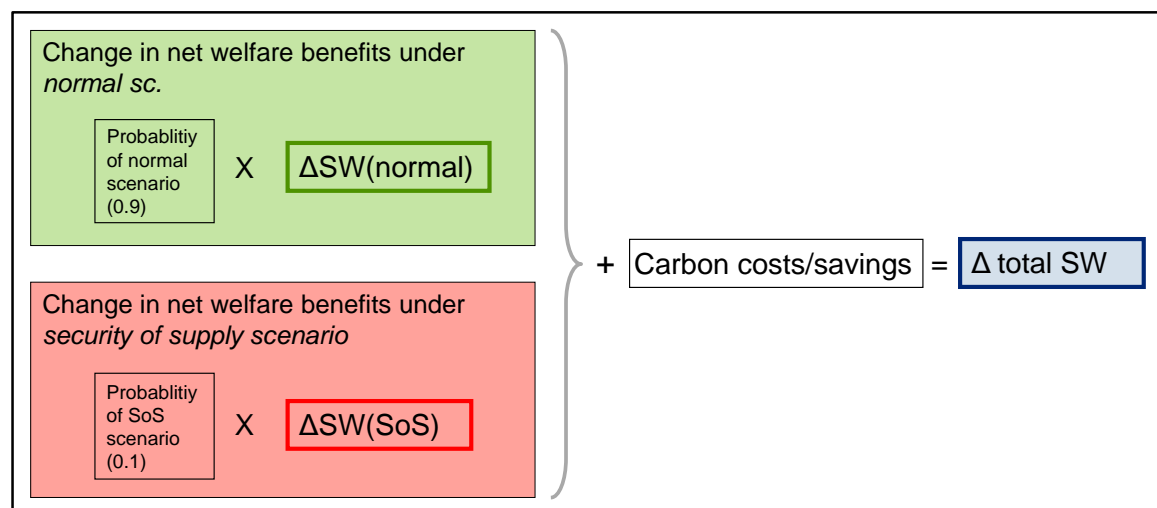 Change in net welfare benefits under
normal sc.
Probablitiy
of normal
scenario
(0.9)
X
ΔSW(normal)
Change in net welfare benefits under
security of supply scenario
Probablitiy
of SoS
scenario
(0.1)
X
ΔSW(SoS)
+ Carbon costs/savings = Δ total SW